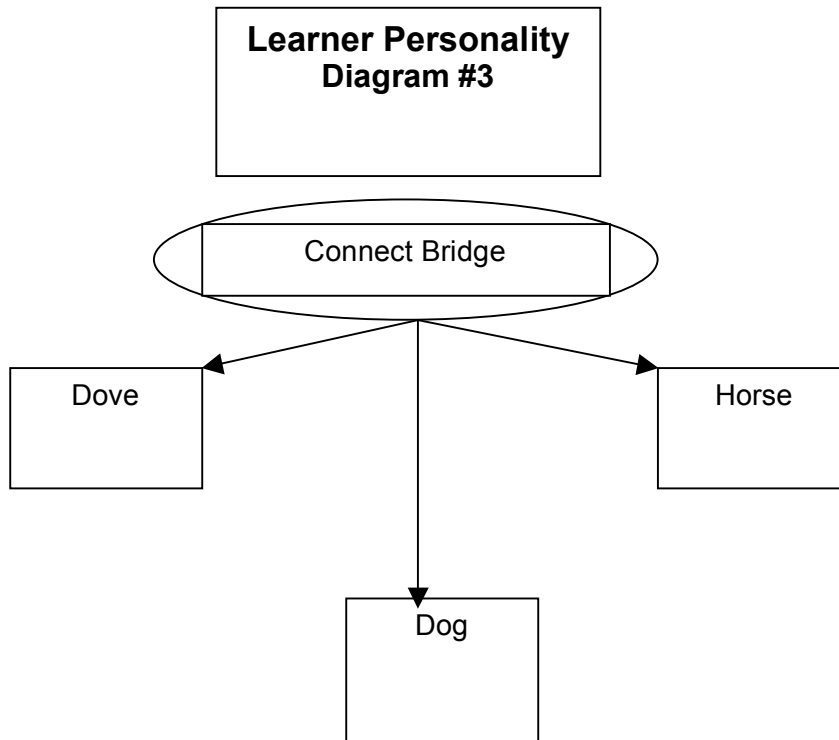 Learner Personality
Diagram #3
Connect Bridge
Dove
Horse
Dog